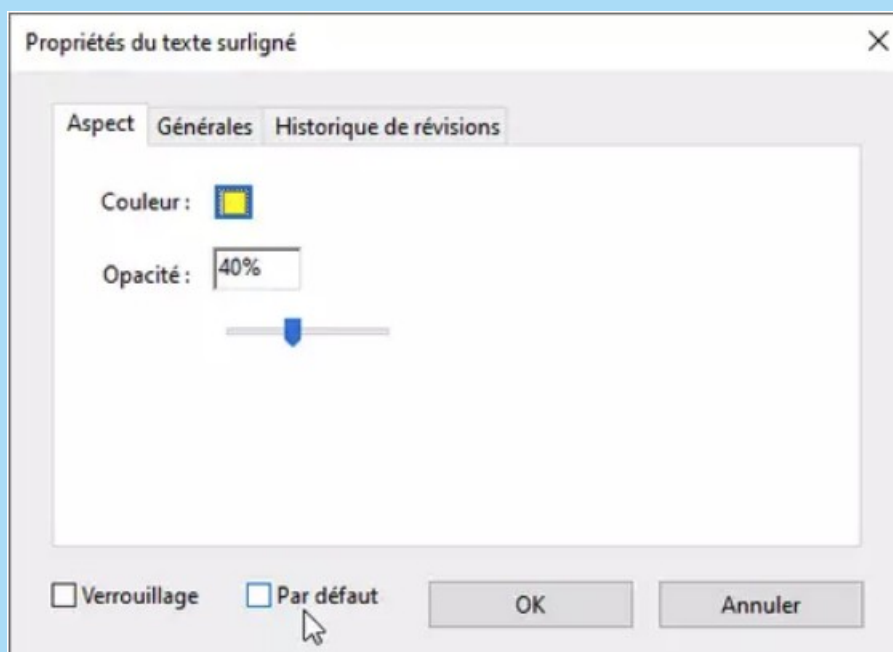 Propriétés du texte surligné
Aspect Générales Historique de révisions
Couleur :
Opacité : 40%
Verrouillage Par défaut OK Annuler